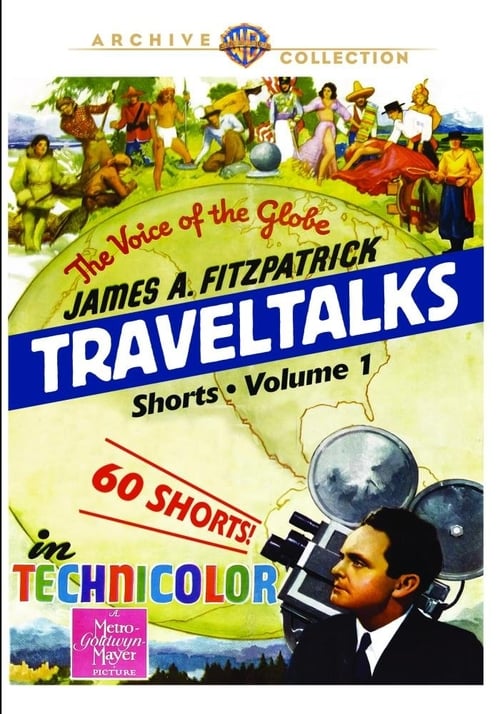 ARCHIVE
COLLECTION
The Voice of the Globe
JAMES A. FITZPATRICK
TRAVELTALKS
Shorts • Volume 1
60 SHORTS!
in
TECHNICOLOR
A
Metro-
Goldwyn-
Mayer
PICTURE